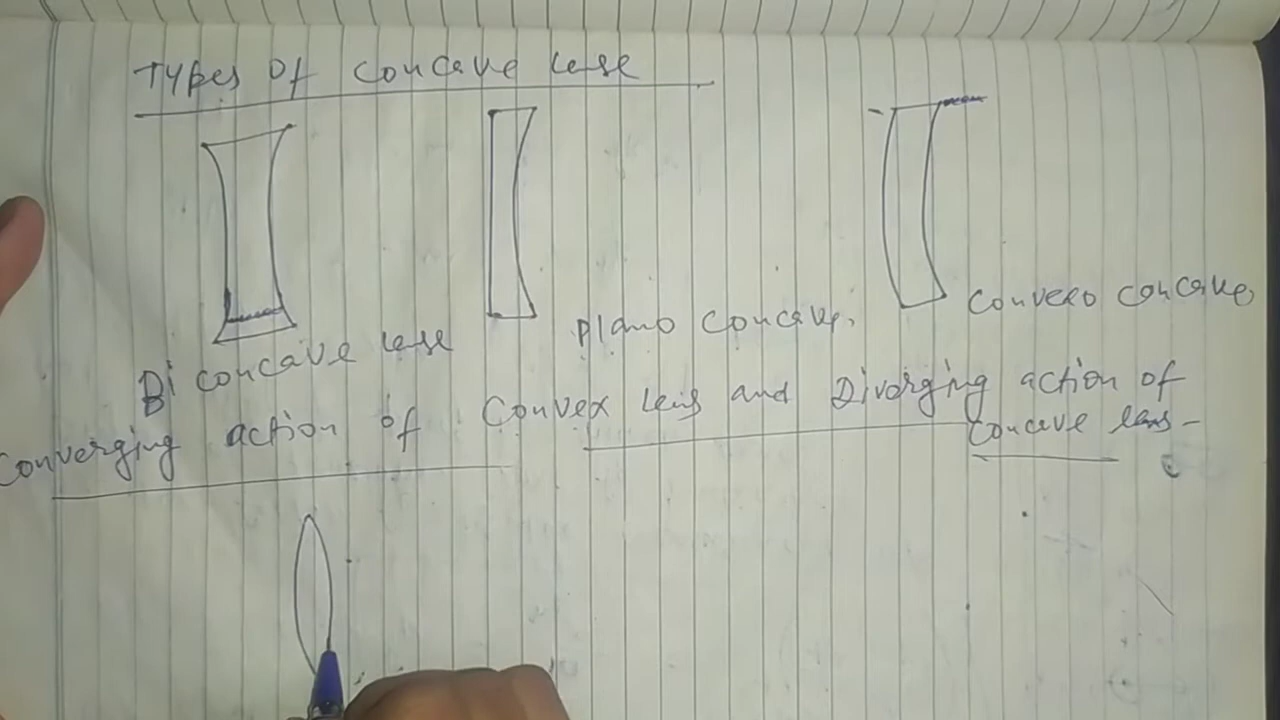 Types of concave lense
Bi concave lense
Plano concave.
Convexo concave
Converging action of Convex lens and Diverging action of
concave lens-